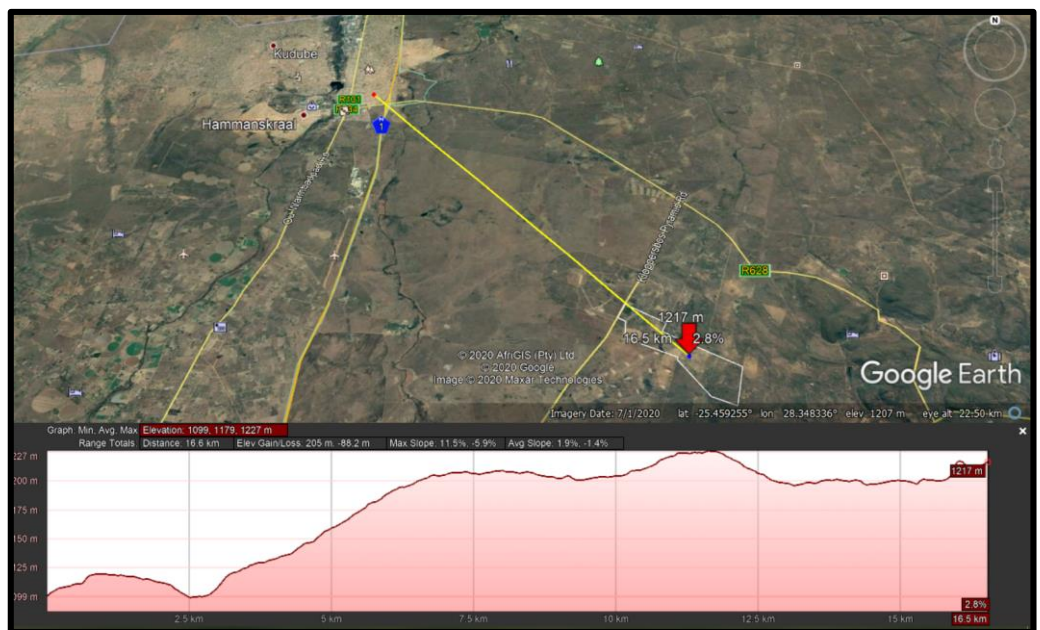 N
Kudube
R101
Hammanskraal
1
Klopperbos-Pyramid Rd
R628
1217 m
16.5 km 2.8%
© 2020 AfriGIS (Pty) Ltd
© 2020 Google
Image © 2020 Maxar Technologies
Google Earth
Imagery Date: 7/1/2020 lat -25.459255° lon 28.348336° elev 1207 m eye alt 22.50 km
Graph: Min, Avg, Max Elevation: 1099, 1179, 1227 m
Range Totals: Distance: 16.6 km Elev Gain/Loss: 205 m, -88.2 m Max Slope: 11.5%, -5.9% Avg Slope: 1.9%, -1.4%
227 m
1217 m
200 m
175 m
150 m
125 m
099 m
2.8%
2.5 km 5 km 7.5 km 10 km 12.5 km 15 km 16.5 km